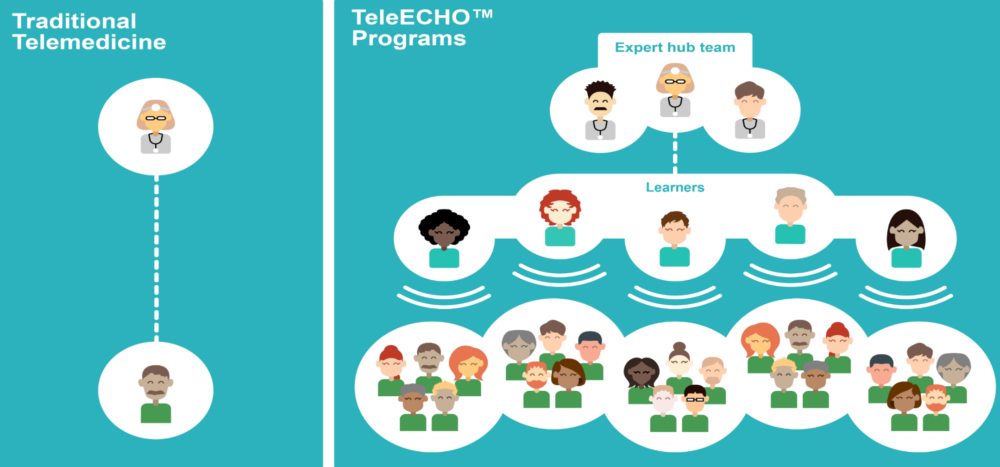 Traditional
Telemedicine
TeleECHO™
Programs
Expert hub team
Learners